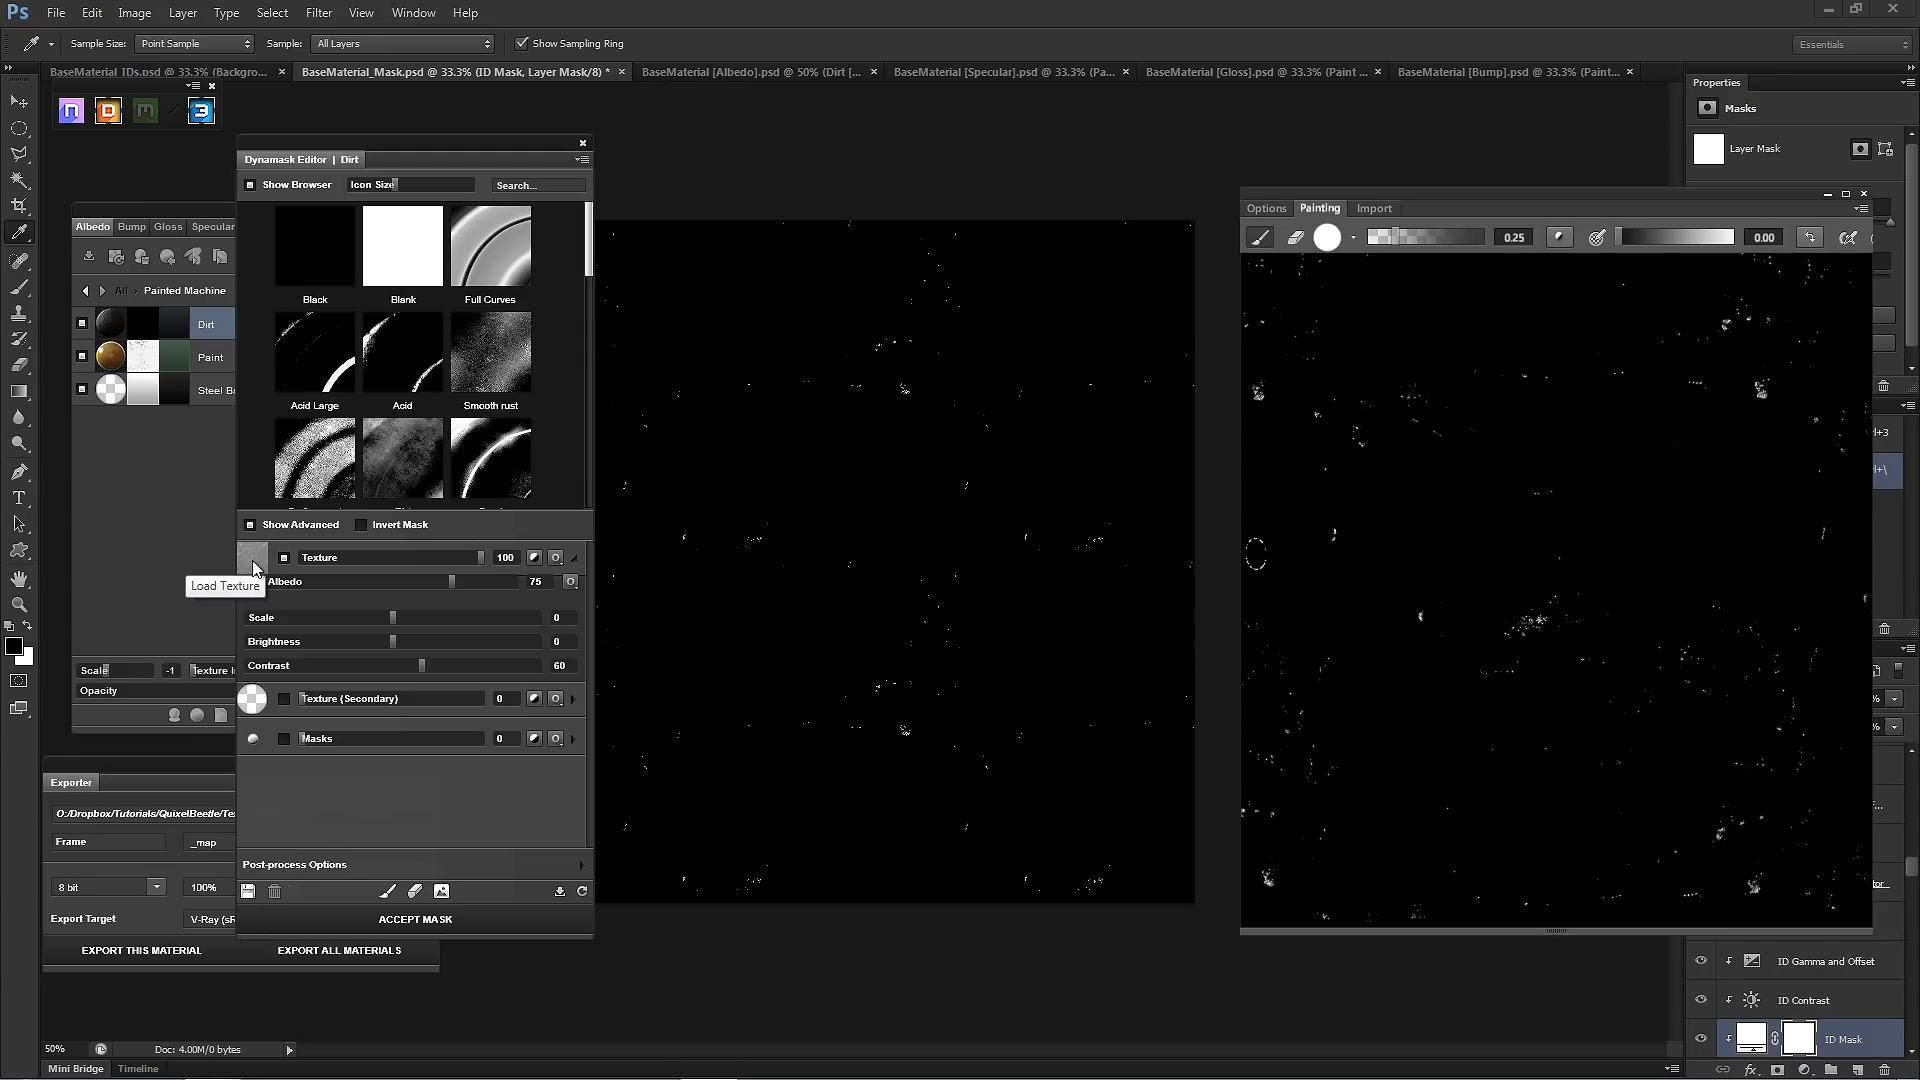 Ps File Edit Image Layer Type Select Filter 3D View Window Help
Sample Size: Point Sample Sample: All Layers Show Sampling Ring Essentials
BaseMaterial_IDs.psd @ 33.3% (Backgro... × BaseMaterial_Mask.psd @ 33.3% (ID Mask, Layer Mask/8) * × BaseMaterial [Albedo].psd @ 50% (Dirt [... × BaseMaterial [Specular].psd @ 33.3% (Pa... × BaseMaterial [Gloss].psd @ 33.3% (Paint ... × BaseMaterial [Bump].psd @ 33.3% (Paint... ×
Properties
Masks
Layer Mask
Dynamask Editor | Dirt
Show Browser Icon Size Search...
Black Blank Full Curves
Acid Large Acid Smooth rust
Show Advanced Invert Mask
Texture 100
Load Texture
Albedo 75
Scale 0
Brightness 0
Contrast 60
Texture (Secondary) 0
Masks 0
Post-process Options
ACCEPT MASK
Albedo Bump Gloss Specular
All › Painted Machine
Dirt
Paint
Steel Ba
Scale -1 Texture In
Opacity
Exporter
O:/Dropbox/Tutorials/QuixelBeetle/Tex
Frame _map
8 bit 100%
Export Target V-Ray (sR
EXPORT THIS MATERIAL EXPORT ALL MATERIALS
Options Painting Import
0.25 0.00
l+3
l+\
%
%
ID Gamma and Offset
ID Contrast
ID Mask
50% Doc: 4.00M/0 bytes
Mini Bridge Timeline